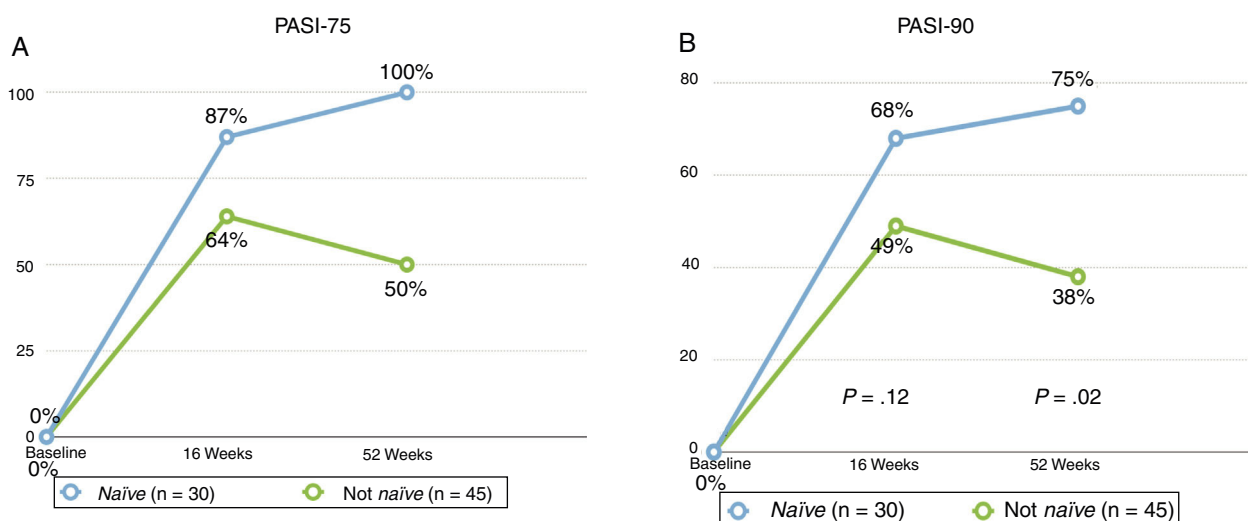 PASI-75
A
100%
100
87%
75
64%
50
50%
25
0%
0
Baseline
16 Weeks
52 Weeks
0%
Naïve (n = 30)
Not naïve (n = 45)
PASI-90
B
80
75%
68%
60
49%
40
38%
20
P = .12
P = .02
0
Baseline
16 Weeks
52 Weeks
0%
Naïve (n = 30)
Not naïve (n = 45)